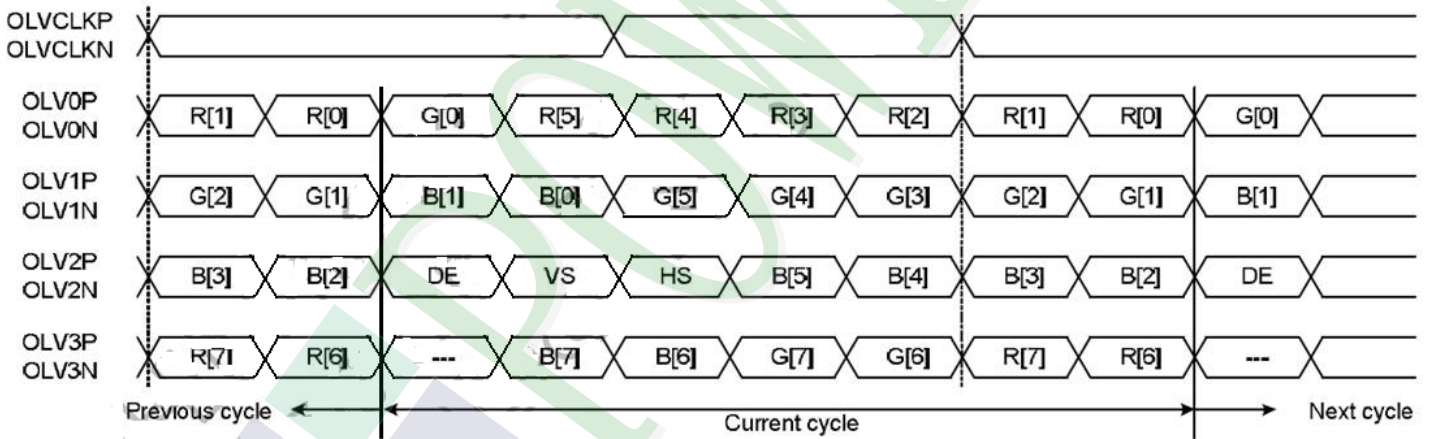 OLVCLKP
OLVCLKN
OLV0P
OLV0N
R[1] R[0] G[0] R[5] R[4] R[3] R[2] R[1] R[0] G[0]
OLV1P
OLV1N
G[2] G[1] B[1] B[0] G[5] G[4] G[3] G[2] G[1] B[1]
OLV2P
OLV2N
B[3] B[2] DE VS HS B[5] B[4] B[3] B[2] DE
OLV3P
OLV3N
R[7] R[6] --- B[7] B[6] G[7] G[6] R[7] R[6] ---
Previous cycle Current cycle Next cycle